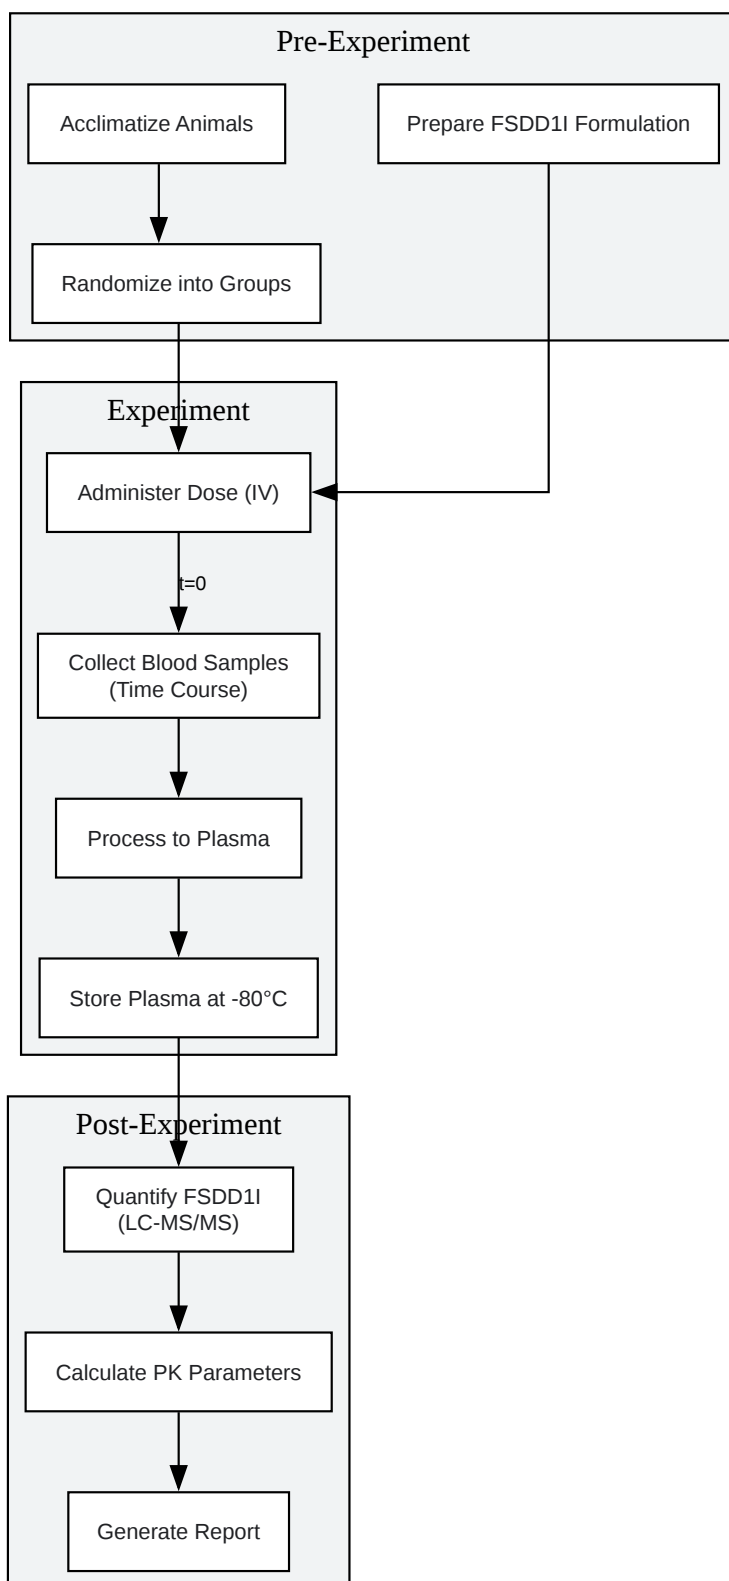 Pre-Experiment
Acclimatize Animals
Prepare FSDD1I Formulation
Randomize into Groups
Experiment
Administer Dose (IV)
t=0
Collect Blood Samples
(Time Course)
Process to Plasma
Store Plasma at -80°C
Post-Experiment
Quantify FSDD1I
(LC-MS/MS)
Calculate PK Parameters
Generate Report